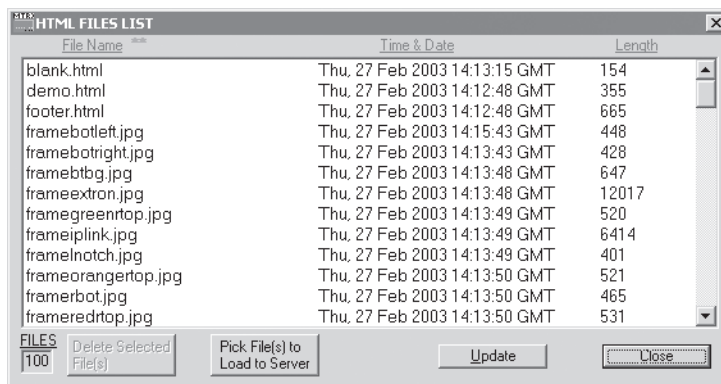 HTML FILES LIST
File Name ** Time & Date Length
blank.html Thu, 27 Feb 2003 14:13:15 GMT 154
demo.html Thu, 27 Feb 2003 14:12:48 GMT 355
footer.html Thu, 27 Feb 2003 14:12:48 GMT 665
framebotleft.jpg Thu, 27 Feb 2003 14:15:43 GMT 448
framebotright.jpg Thu, 27 Feb 2003 14:13:43 GMT 428
framebtbg.jpg Thu, 27 Feb 2003 14:13:48 GMT 647
frameextron.jpg Thu, 27 Feb 2003 14:13:48 GMT 12017
framegreenrtop.jpg Thu, 27 Feb 2003 14:13:49 GMT 520
frameiplink.jpg Thu, 27 Feb 2003 14:13:49 GMT 6414
framelnotch.jpg Thu, 27 Feb 2003 14:13:49 GMT 401
frameorangertop.jpg Thu, 27 Feb 2003 14:13:50 GMT 521
framerbot.jpg Thu, 27 Feb 2003 14:13:50 GMT 465
frameredrtop.jpg Thu, 27 Feb 2003 14:13:50 GMT 531
FILES
100
Delete Selected
File(s)
Pick File(s) to
Load to Server
Update
Close